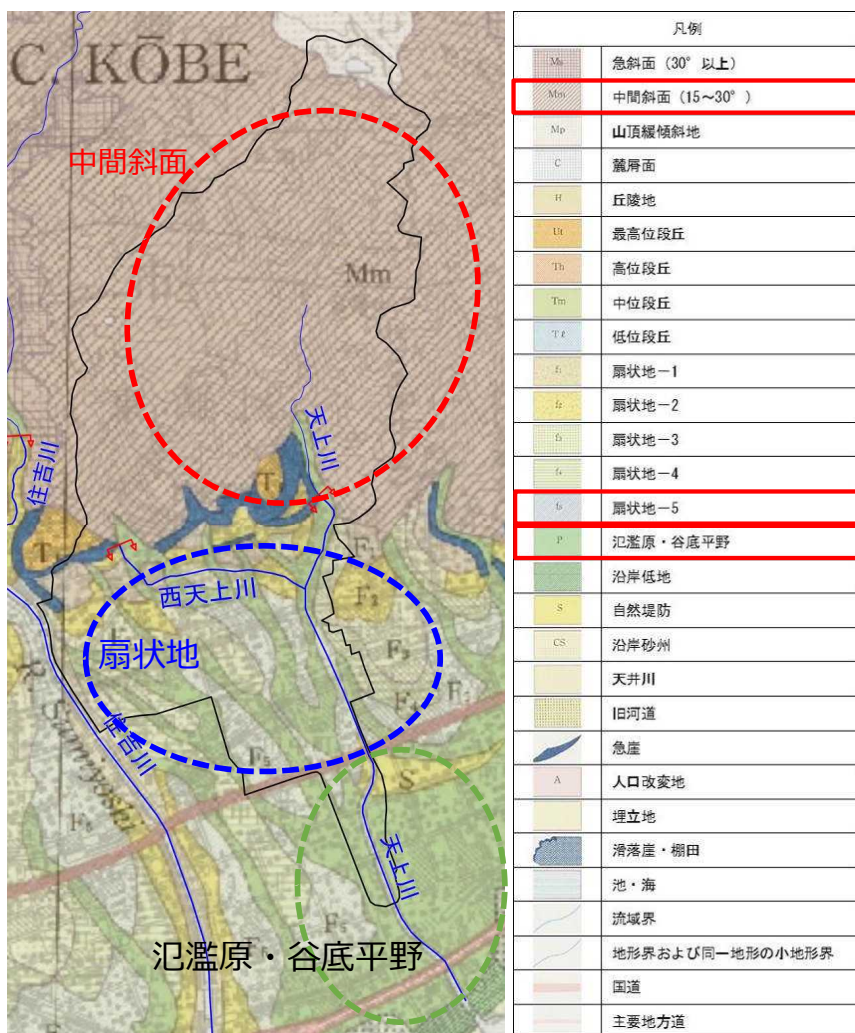 C. KŌBE
中間斜面
Mm
天上川
住吉川
T
T
F
西天上川
F
扇状地
F
F
F
住吉川
R. Sumiyoshi
F₅
S
F
天上川
F
氾濫原・谷底平野
凡例
Ms 急斜面（30°以上）
Mm 中間斜面（15～30°）
Mp 山頂緩傾斜地
C 麓屑面
H 丘陵地
Ut 最高位段丘
Th 高位段丘
Tm 中位段丘
Tℓ 低位段丘
f₁ 扇状地－1
f₂ 扇状地－2
f₃ 扇状地－3
f₄ 扇状地－4
f₅ 扇状地－5
P 氾濫原・谷底平野
沿岸低地
S 自然堤防
CS 沿岸砂州
天井川
旧河道
急崖
A 人口改変地
埋立地
滑落崖・棚田
池・海
流域界
地形界および同一地形の小地形界
国道
主要地方道